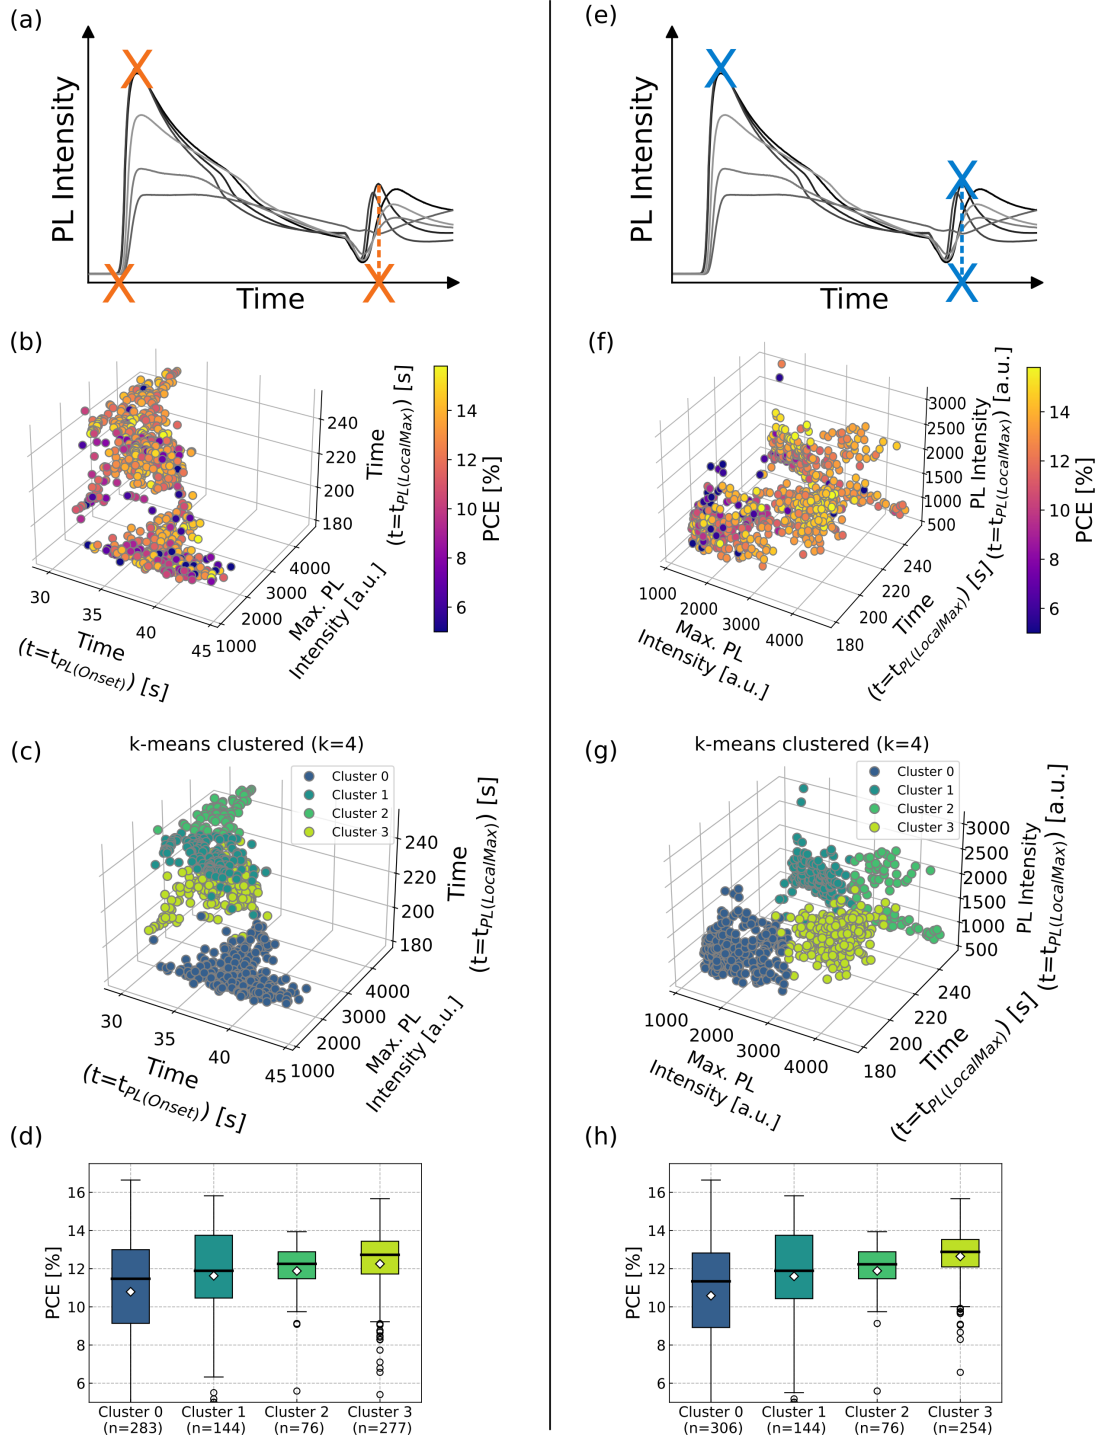 (a)
PL Intensity
Time
(b)
240
220
200
180
Time
(t=tPL(LocalMax)) [s]
30
35
40
45
1000
2000
3000
4000
Time
(t=tPL(Onset)) [s]
Max. PL
Intensity [a.u.]
14
12
10
8
6
PCE [%]
(c)
k-means clustered (k=4)
Cluster 0
Cluster 1
Cluster 2
Cluster 3
240
220
200
180
Time
(t=tPL(LocalMax)) [s]
30
35
40
45
1000
2000
3000
4000
Time
(t=tPL(Onset)) [s]
Max. PL
Intensity [a.u.]
(d)
PCE [%]
16
14
12
10
8
6
Cluster 0 Cluster 1 Cluster 2 Cluster 3
(n=283) (n=144) (n=76) (n=277)
(e)
PL Intensity
Time
(f)
3000
2500
2000
1500
1000
500
PL Intensity
(t=tPL(LocalMax)) [a.u.]
1000
2000
3000
4000
180
200
220
240
Max. PL
Intensity [a.u.]
Time
(t=tPL(LocalMax)) [s]
14
12
10
8
6
PCE [%]
(g)
k-means clustered (k=4)
Cluster 0
Cluster 1
Cluster 2
Cluster 3
3000
2500
2000
1500
1000
500
PL Intensity
(t=tPL(LocalMax)) [a.u.]
1000
2000
3000
4000
180
200
220
240
Max. PL
Intensity [a.u.]
Time
(t=tPL(LocalMax)) [s]
(h)
PCE [%]
16
14
12
10
8
6
Cluster 0 Cluster 1 Cluster 2 Cluster 3
(n=306) (n=144) (n=76) (n=254)